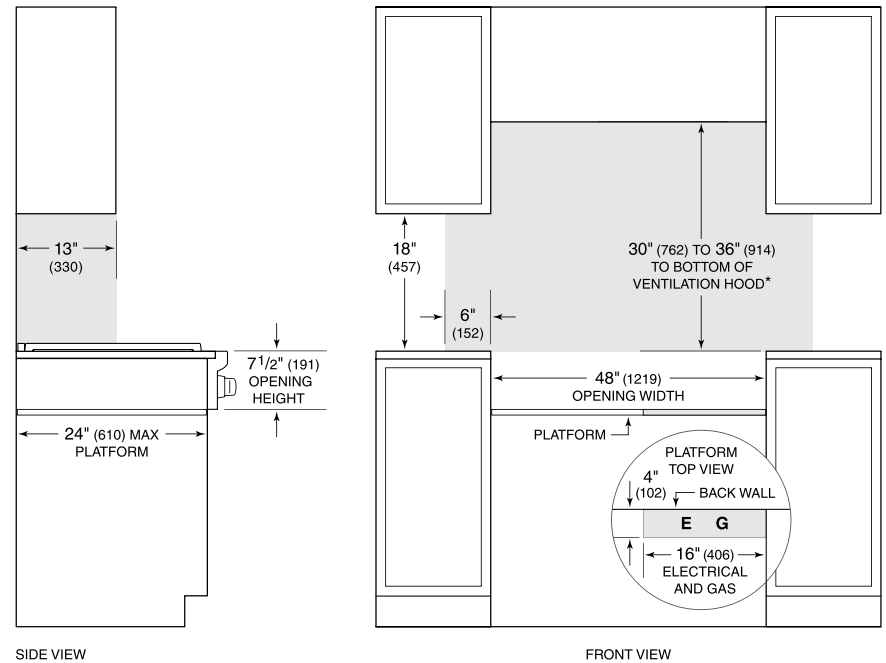 13"
(330)
7 1/2" (191)
OPENING
HEIGHT
24" (610) MAX
PLATFORM
SIDE VIEW
18"
(457)
30" (762) TO 36" (914)
TO BOTTOM OF
VENTILATION HOOD*
6"
(152)
48" (1219)
OPENING WIDTH
PLATFORM
PLATFORM
TOP VIEW
4"
(102)
BACK WALL
E G
16" (406)
ELECTRICAL
AND GAS
FRONT VIEW